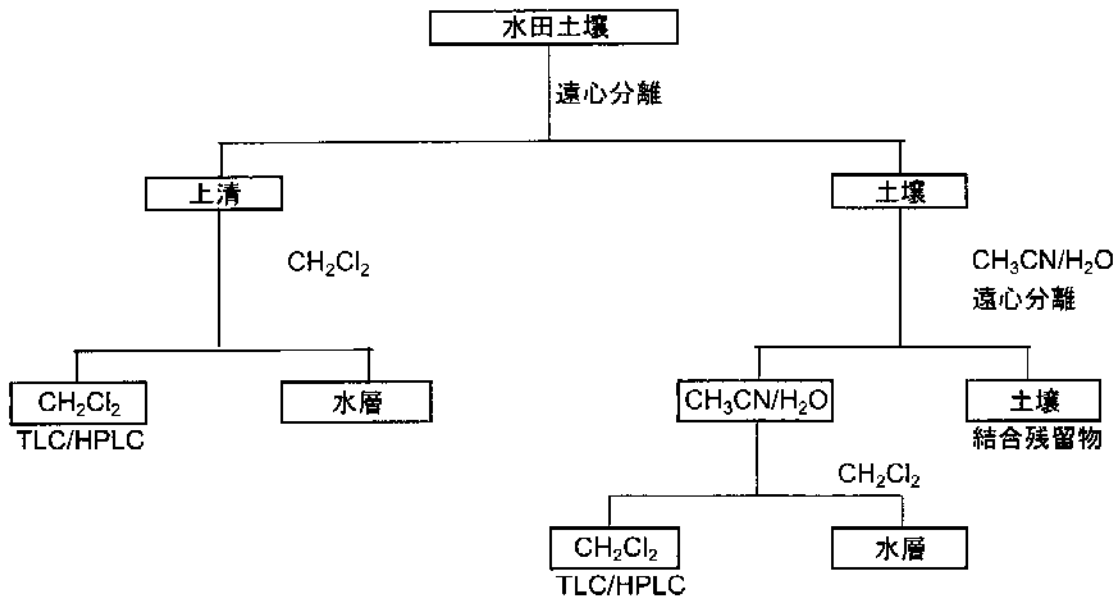 水田土壌
遠心分離
上清
土壌
CH₂Cl₂
CH₃CN/H₂O
遠心分離
CH₂Cl₂
水層
CH₃CN/H₂O
土壌
TLC/HPLC
結合残留物
CH₂Cl₂
CH₂Cl₂
水層
TLC/HPLC